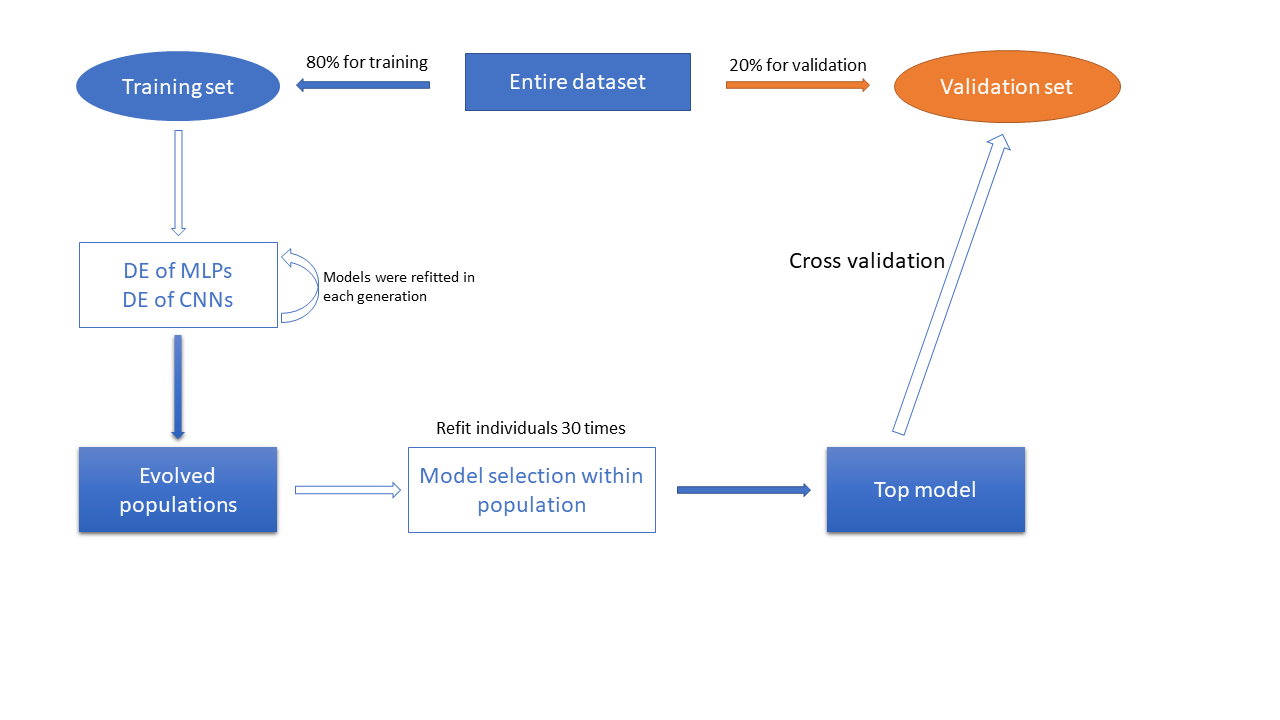 80% for training
Entire dataset
20% for validation
Training set
Validation set
DE of MLPs
DE of CNNs
Models were refitted in
each generation
Cross validation
Refit individuals 30 times
Evolved
populations
Model selection within
population
Top model